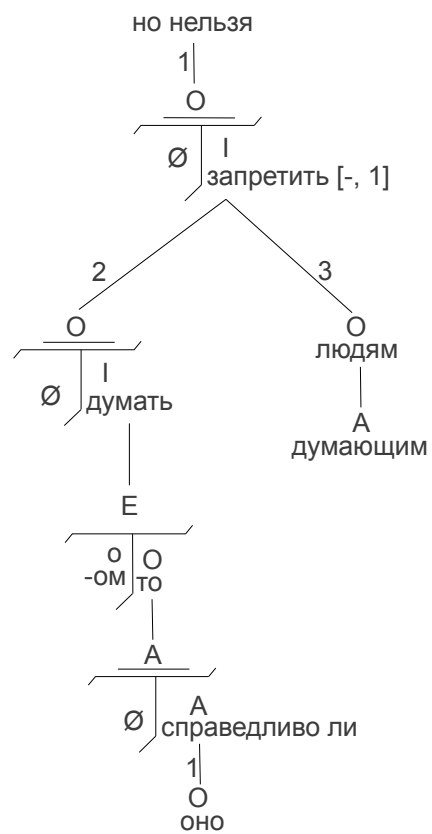 но нельзя
1
О
Ø I
запретить [-, 1]
2 3
О О
людям
Ø I
думать
А
думающим
Е
о О
-ом то
А
Ø А
справедливо ли
1
О
оно